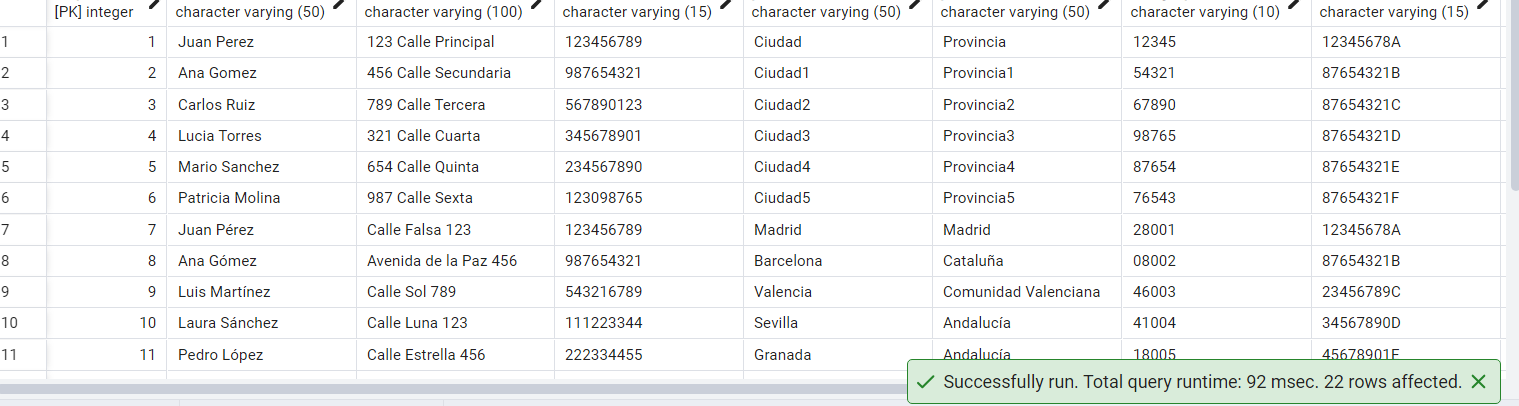 [PK] integer character varying (50) character varying (100) character varying (15) character varying (50) character varying (50) character varying (10) character varying (15)
1 1 Juan Perez 123 Calle Principal 123456789 Ciudad Provincia 12345 12345678A
2 2 Ana Gomez 456 Calle Secundaria 987654321 Ciudad1 Provincia1 54321 87654321B
3 3 Carlos Ruiz 789 Calle Tercera 567890123 Ciudad2 Provincia2 67890 87654321C
4 4 Lucia Torres 321 Calle Cuarta 345678901 Ciudad3 Provincia3 98765 87654321D
5 5 Mario Sanchez 654 Calle Quinta 234567890 Ciudad4 Provincia4 87654 87654321E
6 6 Patricia Molina 987 Calle Sexta 123098765 Ciudad5 Provincia5 76543 87654321F
7 7 Juan Pérez Calle Falsa 123 123456789 Madrid Madrid 28001 12345678A
8 8 Ana Gómez Avenida de la Paz 456 987654321 Barcelona Cataluña 08002 87654321B
9 9 Luis Martínez Calle Sol 789 543216789 Valencia Comunidad Valenciana 46003 23456789C
10 10 Laura Sánchez Calle Luna 123 111223344 Sevilla Andalucía 41004 34567890D
11 11 Pedro López Calle Estrella 456 222334455 Granada Andalucía 18005 45678901E
Successfully run. Total query runtime: 92 msec. 22 rows affected.